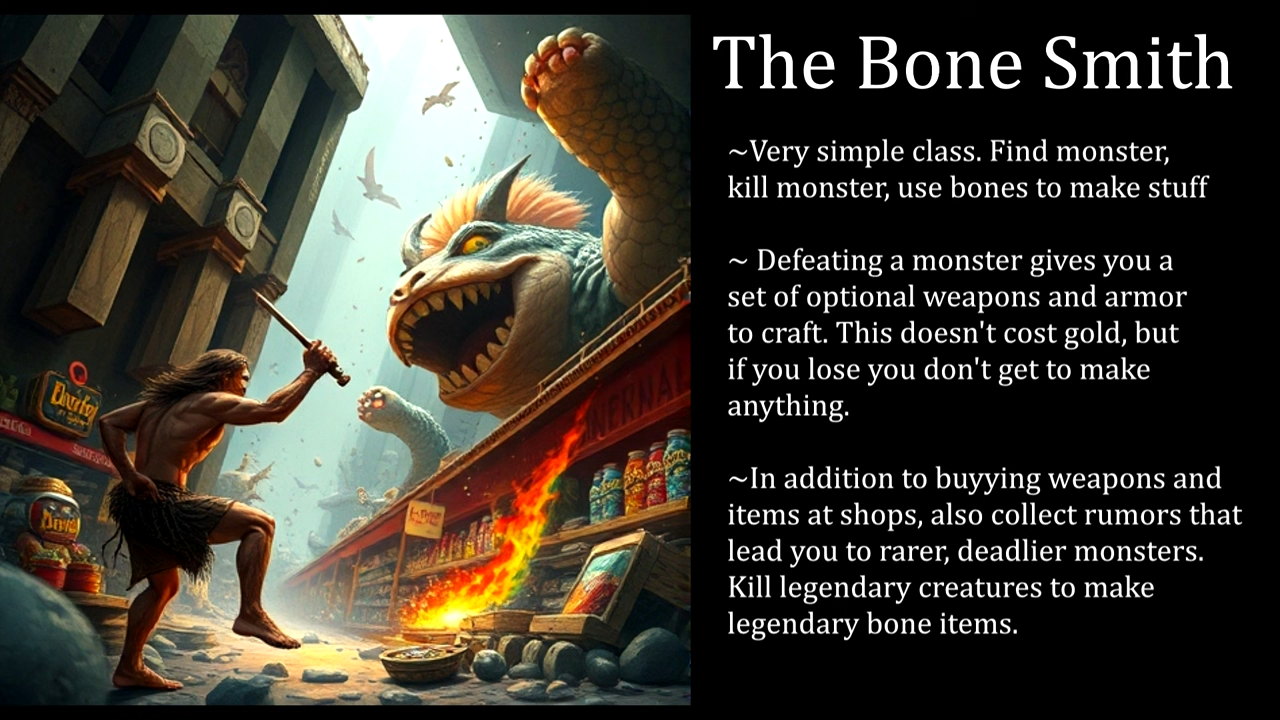 The Bone Smith
~Very simple class. Find monster,
kill monster, use bones to make stuff
~ Defeating a monster gives you a
set of optional weapons and armor
to craft. This doesn't cost gold, but
if you lose you don't get to make
anything.
~In addition to buyying weapons and
items at shops, also collect rumors that
lead you to rarer, deadlier monsters.
Kill legendary creatures to make
legendary bone items.